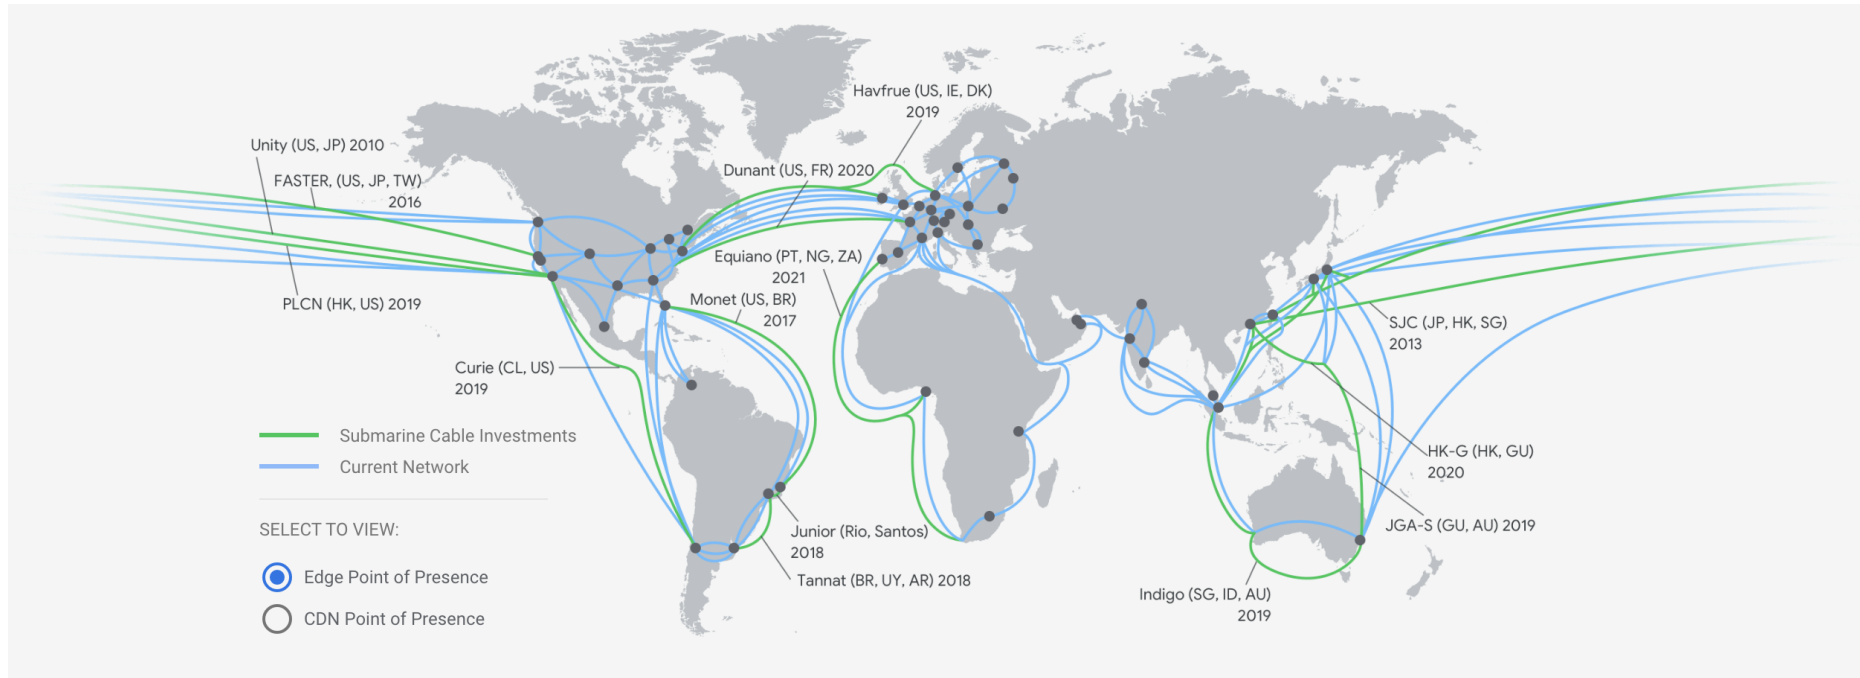 Havfrue (US, IE, DK)
2019
Unity (US, JP) 2010
Dunant (US, FR) 2020
FASTER, (US, JP, TW)
2016
Equiano (PT, NG, ZA)
2021
PLCN (HK, US) 2019
Monet (US, BR)
2017
SJC (JP, HK, SG)
2013
Curie (CL, US)
2019
Submarine Cable Investments
Current Network
HK-G (HK, GU)
2020
SELECT TO VIEW:
Junior (Rio, Santos)
2018
JGA-S (GU, AU) 2019
Edge Point of Presence
Tannat (BR, UY, AR) 2018
Indigo (SG, ID, AU)
2019
CDN Point of Presence